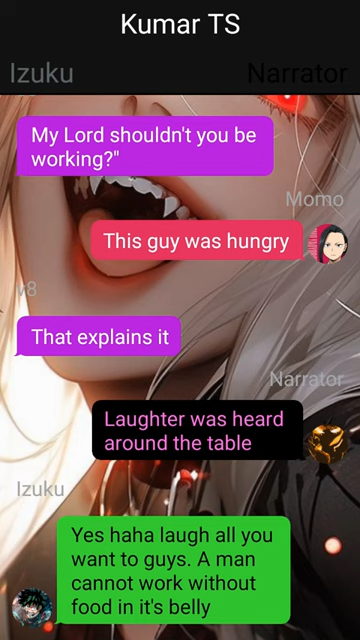 Kumar TS
Izuku
Narrator
My Lord shouldn't you be
working?"
Momo
This guy was hungry
v8
That explains it
Narrator
Laughter was heard
around the table
Izuku
Yes haha laugh all you
want to guys. A man
cannot work without
food in it's belly